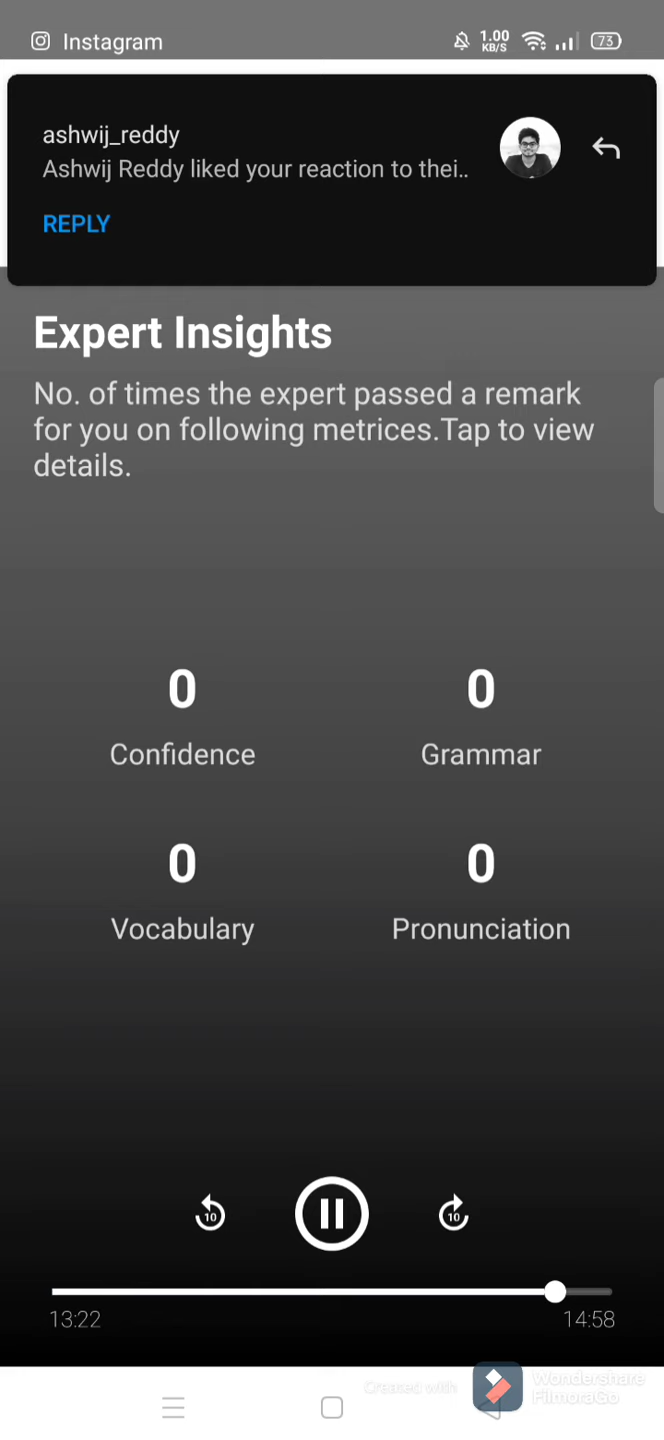 Instagram
1.00
KB/S
73
ashwij_reddy
Ashwij Reddy liked your reaction to thei..
REPLY
Expert Insights
No. of times the expert passed a remark
for you on following metrices.Tap to view
details.
0
0
Confidence
Grammar
0
0
Vocabulary
Pronunciation
10
10
13:22
14:58
Created with
Wondershare
FilmoraGo